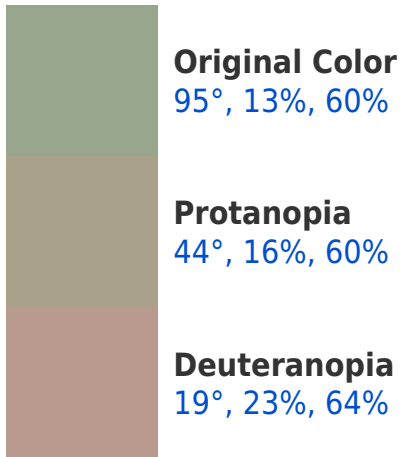 Original Color
95°, 13%, 60%
Protanopia
44°, 16%, 60%
Deuteranopia
19°, 23%, 64%